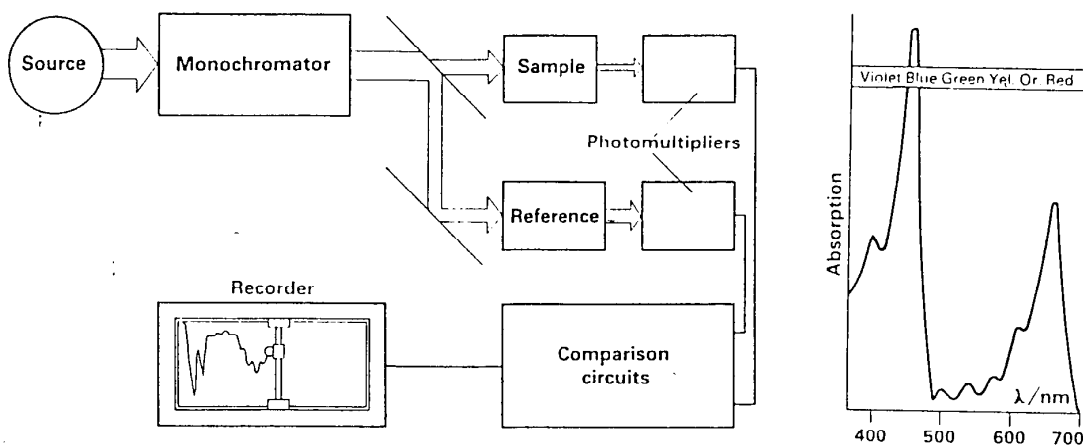 Source
Monochromator
Sample
Photomultipliers
Reference
Recorder
Comparison
circuits
Violet Blue Green Yel. Or. Red
Absorption
λ/nm
400 500 600 700